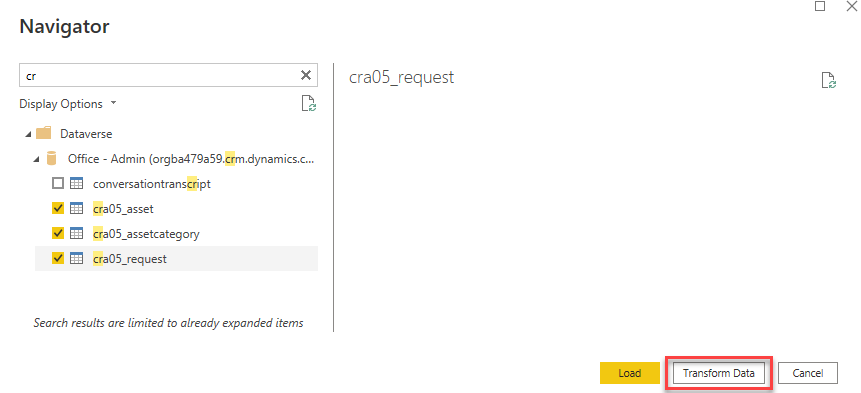 Navigator
cr
Display Options
Dataverse
Office - Admin (orgba479a59.crm.dynamics.c...
conversationtranscript
cra05_asset
cra05_assetcategory
cra05_request
Search results are limited to already expanded items
cra05_request
Load
Transform Data
Cancel